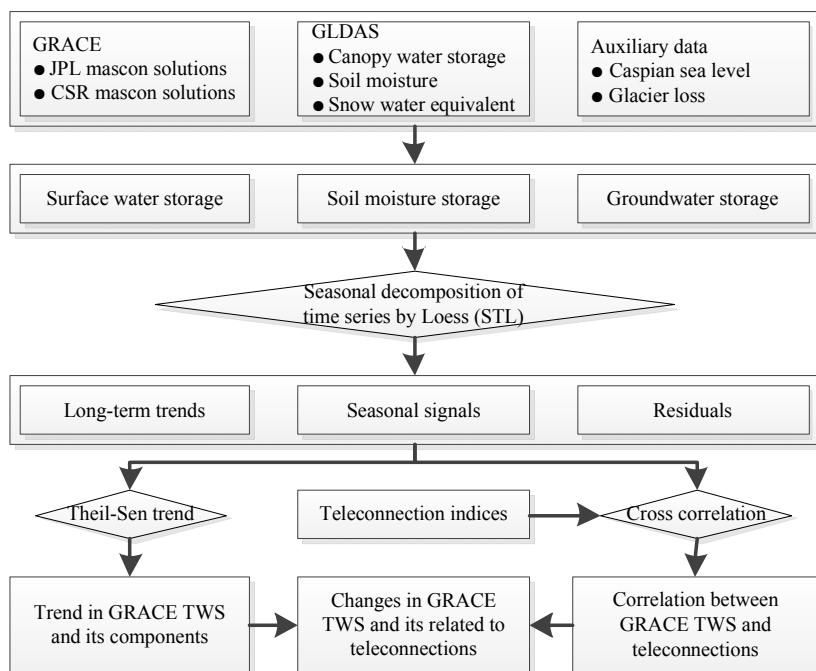 GRACE
● JPL mascon solutions
● CSR mascon solutions
GLDAS
● Canopy water storage
● Soil moisture
● Snow water equivalent
Auxiliary data
● Caspian sea level
● Glacier loss
Surface water storage
Soil moisture storage
Groundwater storage
Seasonal decomposition of
time series by Loess (STL)
Long-term trends
Seasonal signals
Residuals
Theil-Sen trend
Teleconnection indices
Cross correlation
Trend in GRACE TWS
and its components
Changes in GRACE
TWS and its related to
teleconnections
Correlation between
GRACE TWS and
teleconnections